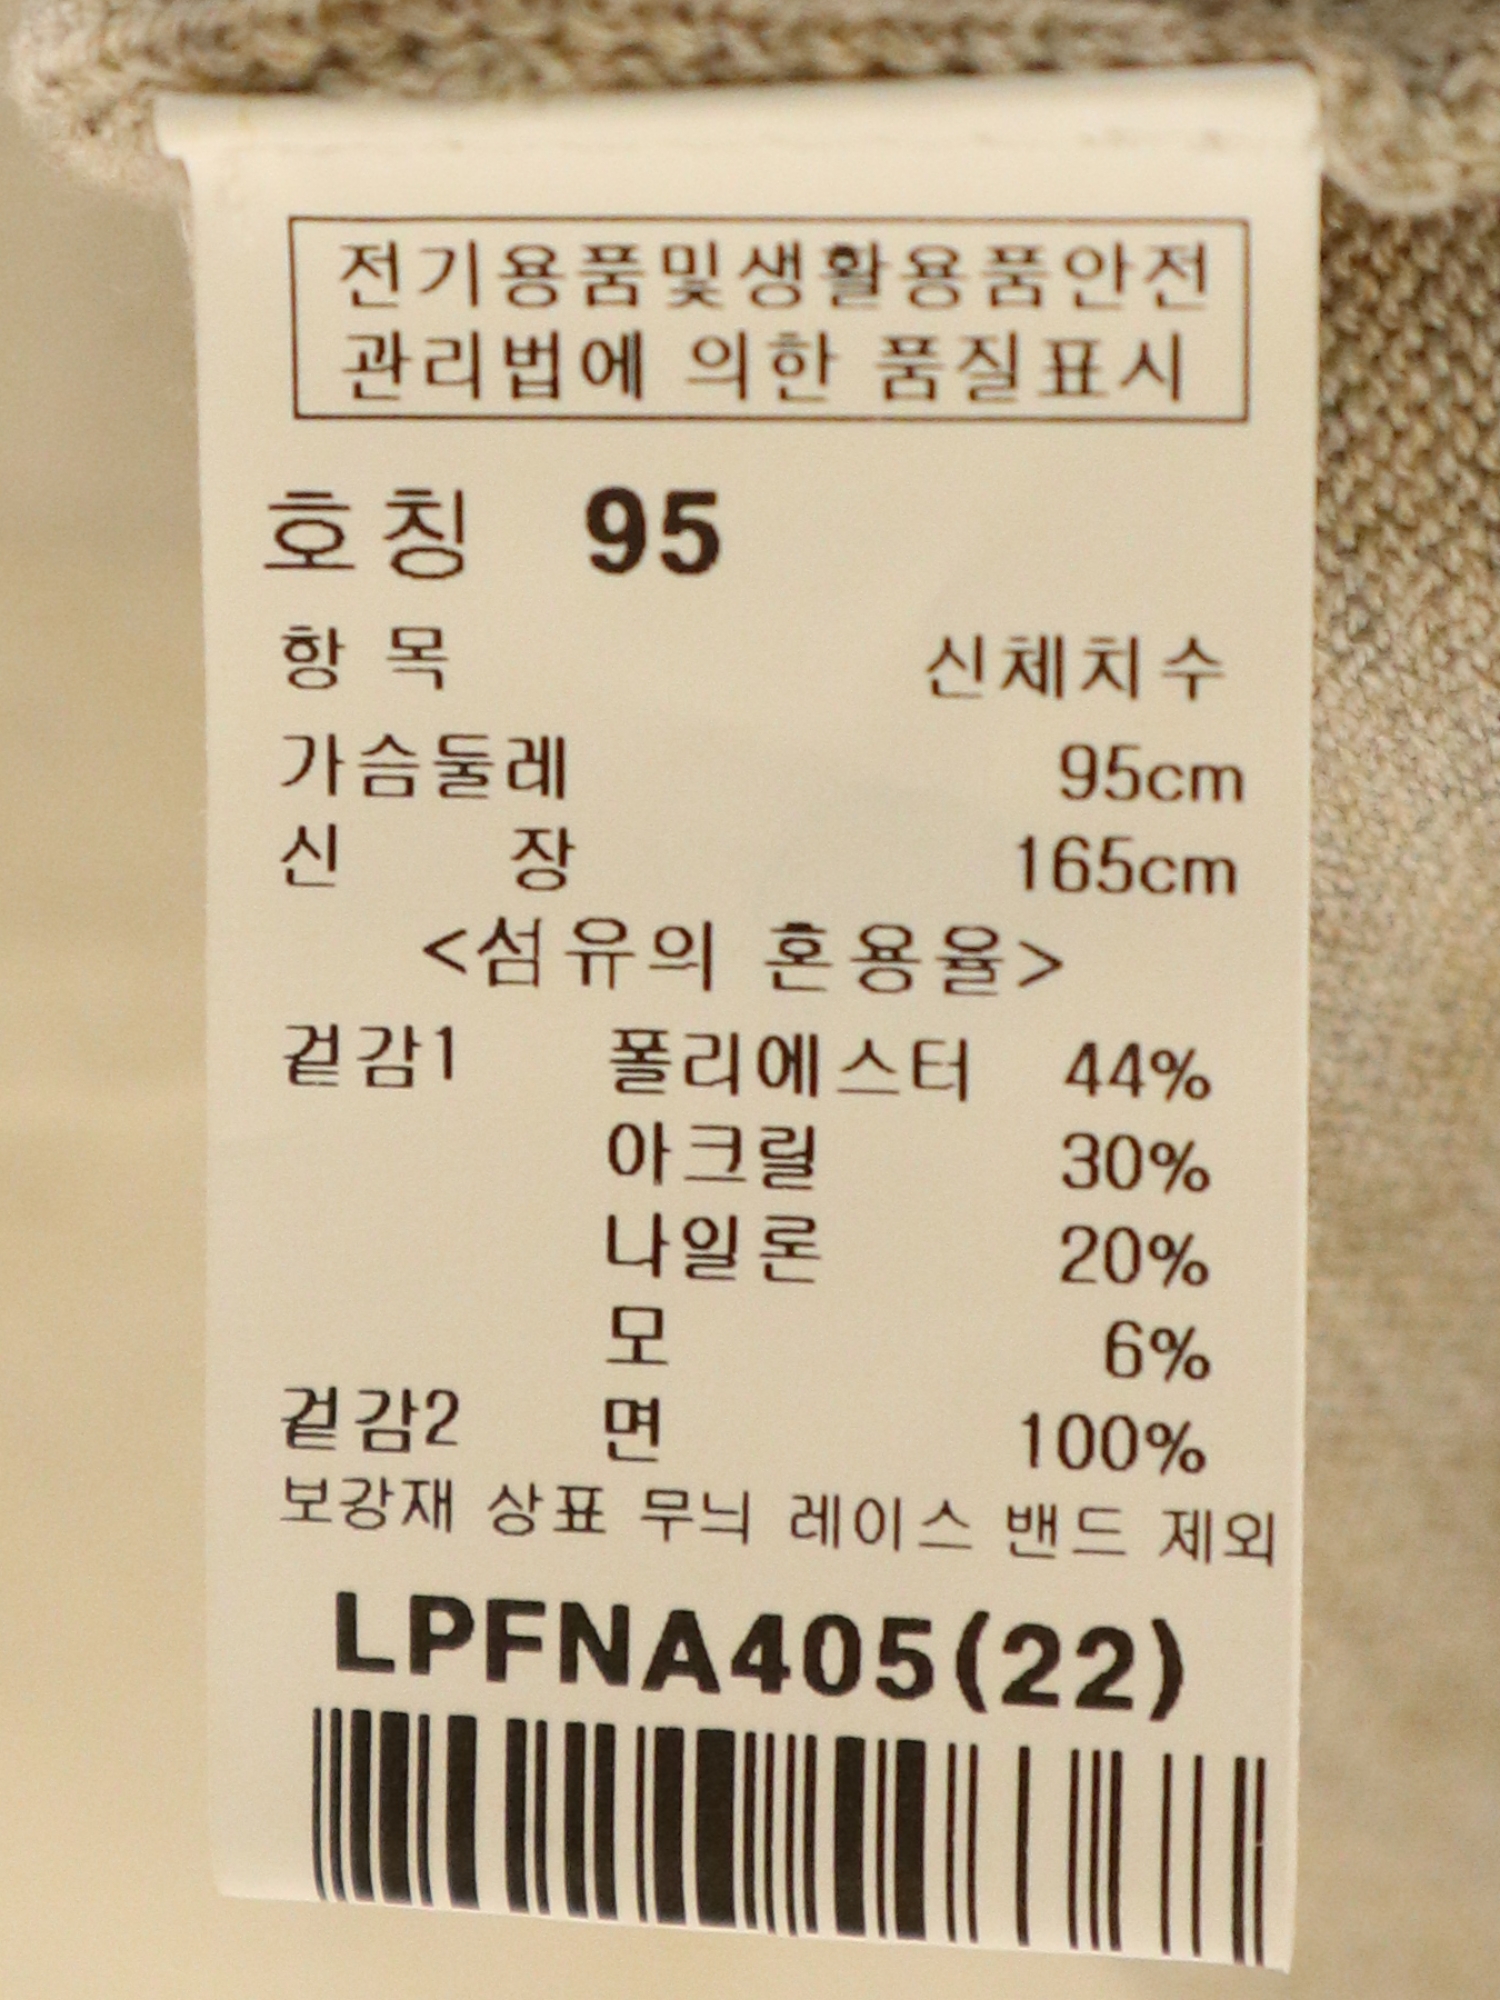 전기용품및생활용품안전
관리법에 의한 품질표시
호칭 95
항 목 신체치수
가슴둘레 95cm
신 장 165cm
<섬유의 혼용율>
겉감1 폴리에스터 44%
아크릴 30%
나일론 20%
모 6%
겉감2 면 100%
보강재 상표 무늬 레이스 밴드 제외
LPFNA405(22)